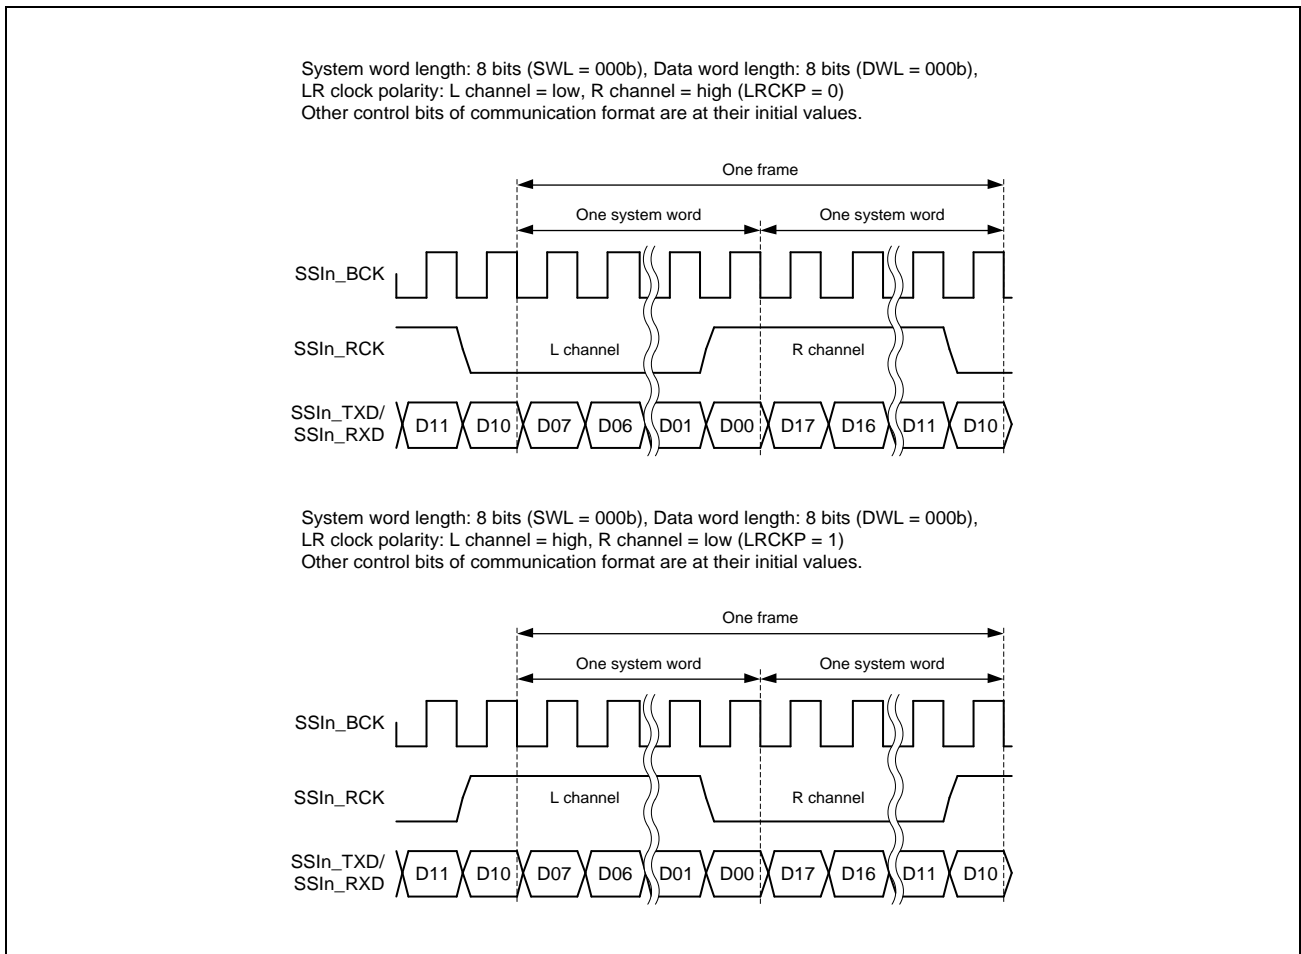 System word length: 8 bits (SWL = 000b), Data word length: 8 bits (DWL = 000b),
LR clock polarity: L channel = low, R channel = high (LRCKP = 0)
Other control bits of communication format are at their initial values.
One frame
One system word One system word
SSIn_BCK
SSIn_RCK L channel R channel
SSIn_TXD/
SSIn_RXD
D11 D10 D07 D06 D01 D00 D17 D16 D11 D10
System word length: 8 bits (SWL = 000b), Data word length: 8 bits (DWL = 000b),
LR clock polarity: L channel = high, R channel = low (LRCKP = 1)
Other control bits of communication format are at their initial values.
One frame
One system word One system word
SSIn_BCK
SSIn_RCK L channel R channel
SSIn_TXD/
SSIn_RXD
D11 D10 D07 D06 D01 D00 D17 D16 D11 D10